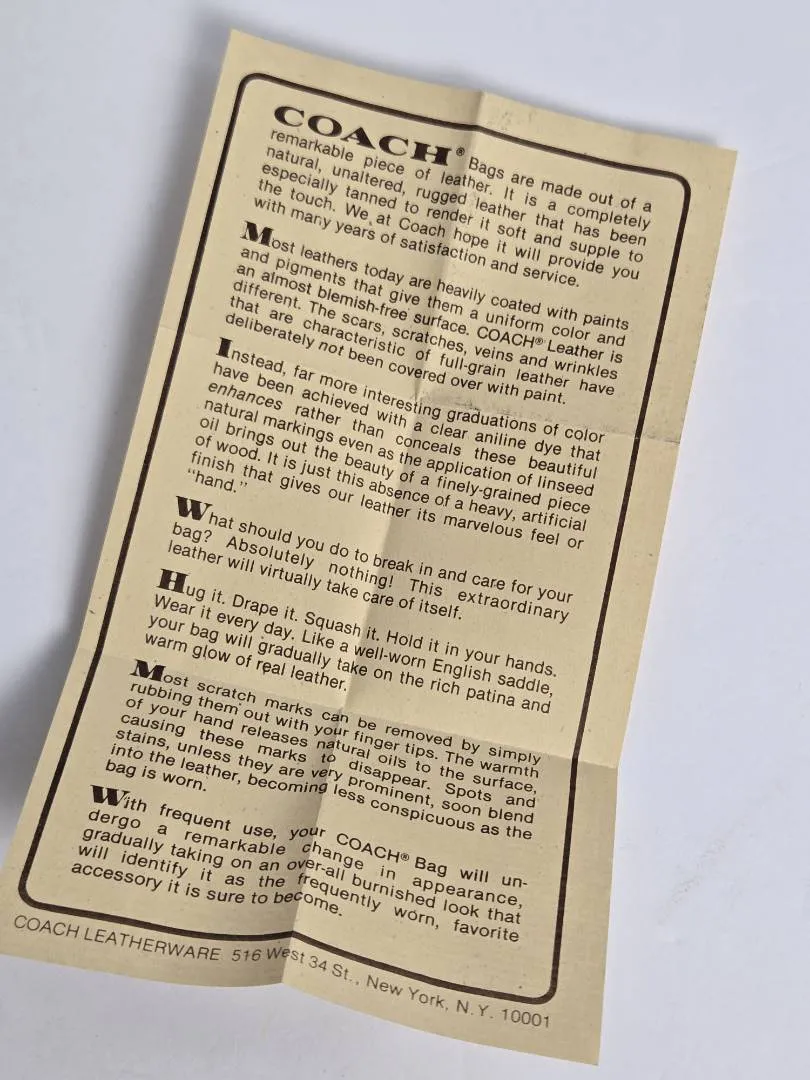 COACH® Bags are made out of a
remarkable piece of leather. It is a completely
natural, unaltered, rugged leather that has been
especially tanned to render it soft and supple to
the touch. We at Coach hope it will provide you
with many years of satisfaction and service.
Most leathers today are heavily coated with paints
and pigments that give them a uniform color and
an almost blemish-free surface. COACH® Leather is
different. The scars, scratches, veins and wrinkles
that are characteristic of full-grain leather have
deliberately not been covered over with paint.
Instead, far more interesting graduations of color
have been achieved with a clear aniline dye that
enhances rather than conceals these beautiful
natural markings even as the application of linseed
oil brings out the beauty of a finely-grained piece
of wood. It is just this absence of a heavy, artificial
finish that gives our leather its marvelous feel or
"hand."
What should you do to break in and care for your
bag? Absolutely nothing! This extraordinary
leather will virtually take care of itself.
Hug it. Drape it. Squash it. Hold it in your hands.
Wear it every day. Like a well-worn English saddle,
your bag will gradually take on the rich patina and
warm glow of real leather.
Most scratch marks can be removed by simply
rubbing them out with your finger tips. The warmth
of your hand releases natural oils to the surface,
causing these marks to disappear. Spots and
stains, unless they are very prominent, soon blend
into the leather, becoming less conspicuous as the
bag is worn.
With frequent use, your COACH® Bag will un-
dergo a remarkable change in appearance,
gradually taking on an over-all burnished look that
will identify it as the frequently worn, favorite
accessory it is sure to become.
COACH LEATHERWARE 516 West 34 St., New York, N.Y. 10001